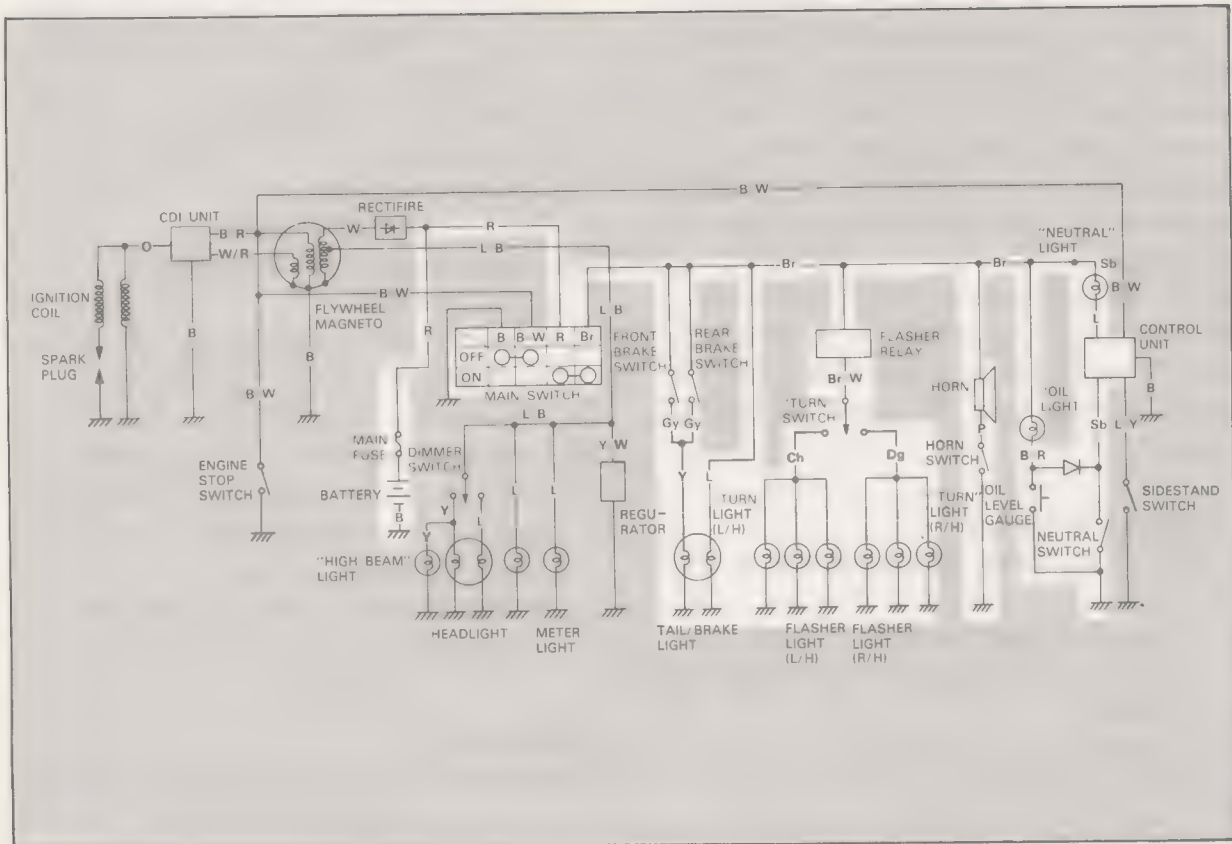 B W
CDI UNIT
RECTIFIRE
B R
W
R
O
W/R
L B
"NEUTRAL"
LIGHT
Br
Br
Sb
B W
B W
L
L B
IGNITION
COIL
FLYWHEEL
MAGNETO
B
B
R
B B W R Br
OFF
ON
MAIN SWITCH
FRONT
BRAKE
SWITCH
REAR
BRAKE
SWITCH
FLASHER
RELAY
CONTROL
UNIT
B
SPARK
PLUG
B W
Br W
HORN
"OIL
LIGHT
L B
"TURN
SWITCH
P
Sb L Y
MAIN
FUSE
DIMMER
SWITCH
Y W
Gy Gy
Ch
Dg
HORN
SWITCH
B R
ENGINE
STOP
SWITCH
BATTERY
B
Y
L
L
L
REGU-
RATOR
Y
L
TURN
LIGHT
(L/H)
TURN"
LIGHT
(R/H)
OIL
LEVEL
GAUGE
SIDESTAND
SWITCH
NEUTRAL
SWITCH
"HIGH BEAM"
LIGHT
Y
HEADLIGHT
METER
LIGHT
TAIL/BRAKE
LIGHT
FLASHER
LIGHT
(L/H)
FLASHER
LIGHT
(R/H)